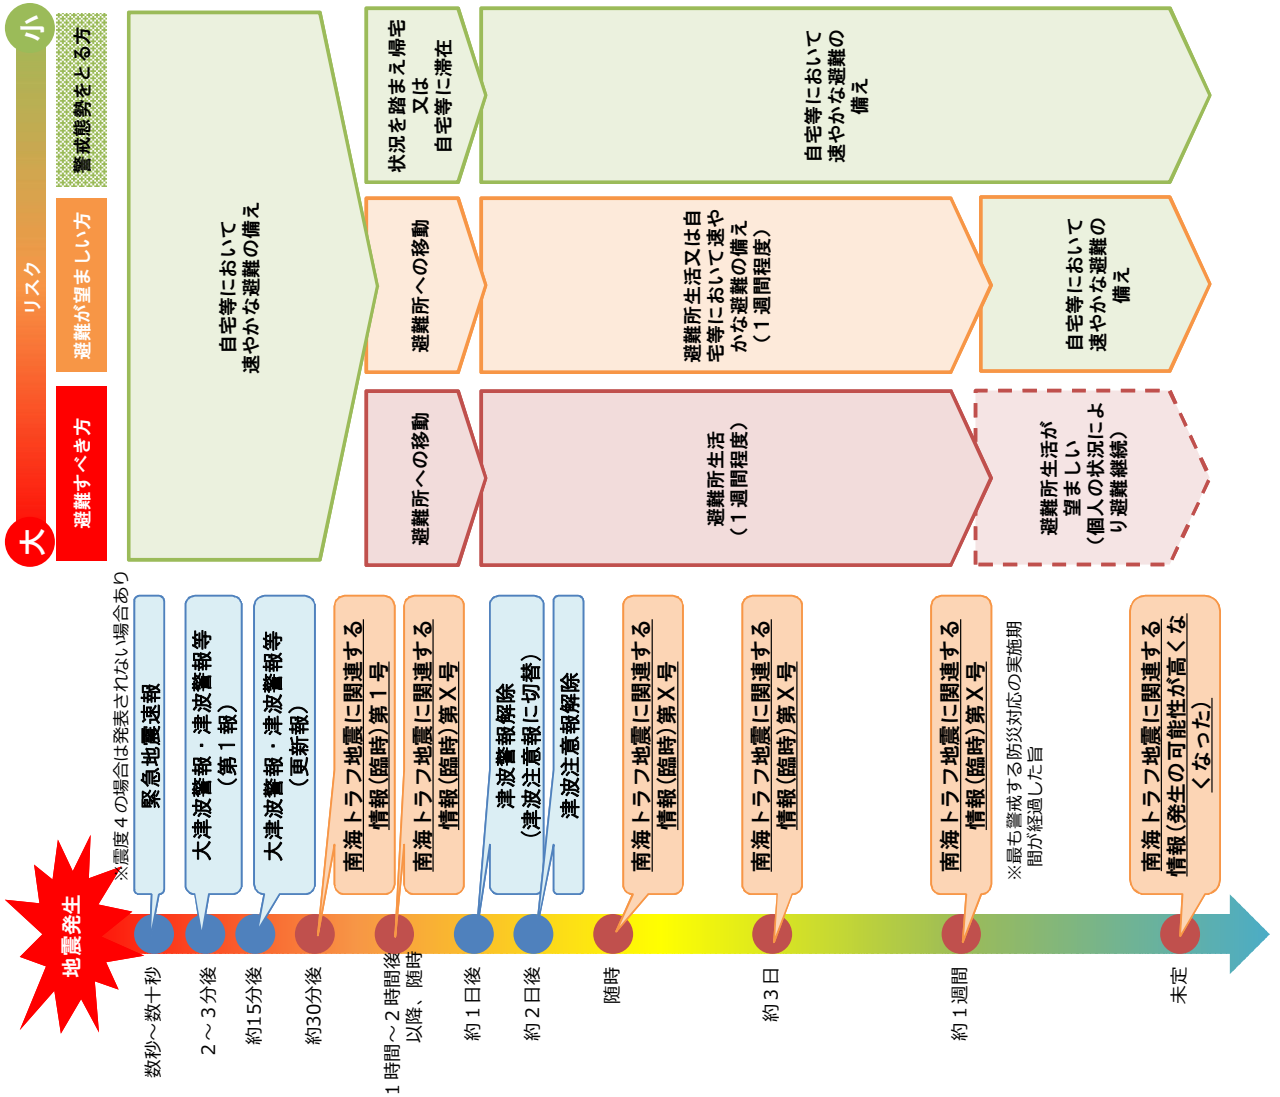 地震発生
数秒～数十秒
２～３分後
約15分後
約30分後
１時間～２時間後
以降、随時
約１日後
約２日後
随時
約３日
約１週間
未定
※震度４の場合は発表されない場合あり
緊急地震速報
大津波警報・津波警報等
（第１報）
大津波警報・津波警報等
（更新報）
南海トラフ地震に関連する
情報(臨時)第１号
南海トラフ地震に関連する
情報(臨時)第Ｘ号
津波警報解除
（津波注意報に切替）
津波注意報解除
南海トラフ地震に関連する
情報(臨時)第Ｘ号
南海トラフ地震に関連する
情報(臨時)第Ｘ号
南海トラフ地震に関連する
情報(臨時)第Ｘ号
※最も警戒する防災対応の実施期
間が経過した旨
南海トラフ地震に関連する
情報(発生の可能性が高くな
くなった)
大
リスク
小
避難すべき方
避難が望ましい方
警戒態勢をとる方
自宅等において
速やかな避難の備え
避難所への移動
避難所への移動
状況を踏まえ帰宅
又は
自宅等に滞在
避難所生活
（１週間程度）
避難所生活又は自
宅等において速や
かな避難の備え
（１週間程度）
自宅等において
速やかな避難の
備え
避難所生活が
望ましい
（個人の状況によ
り避難継続）
自宅等において
速やかな避難の
備え